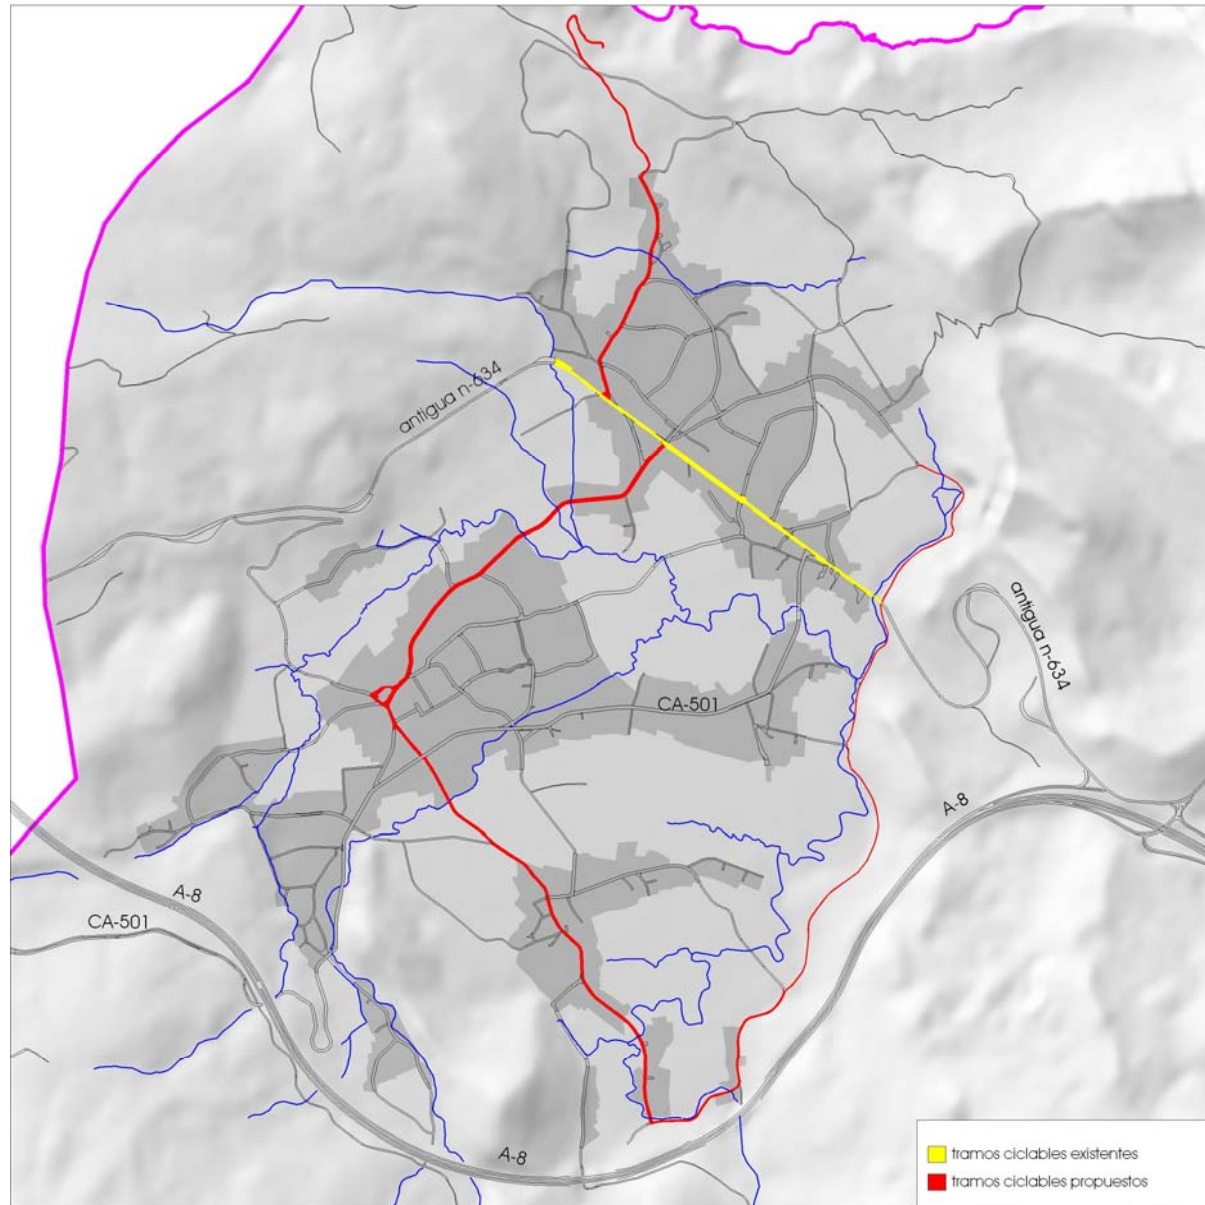 antigua n-634
antigua n-634
CA-501
A-8
A-8
CA-501
A-8
tramos ciclables existentes
tramos ciclables propuestos